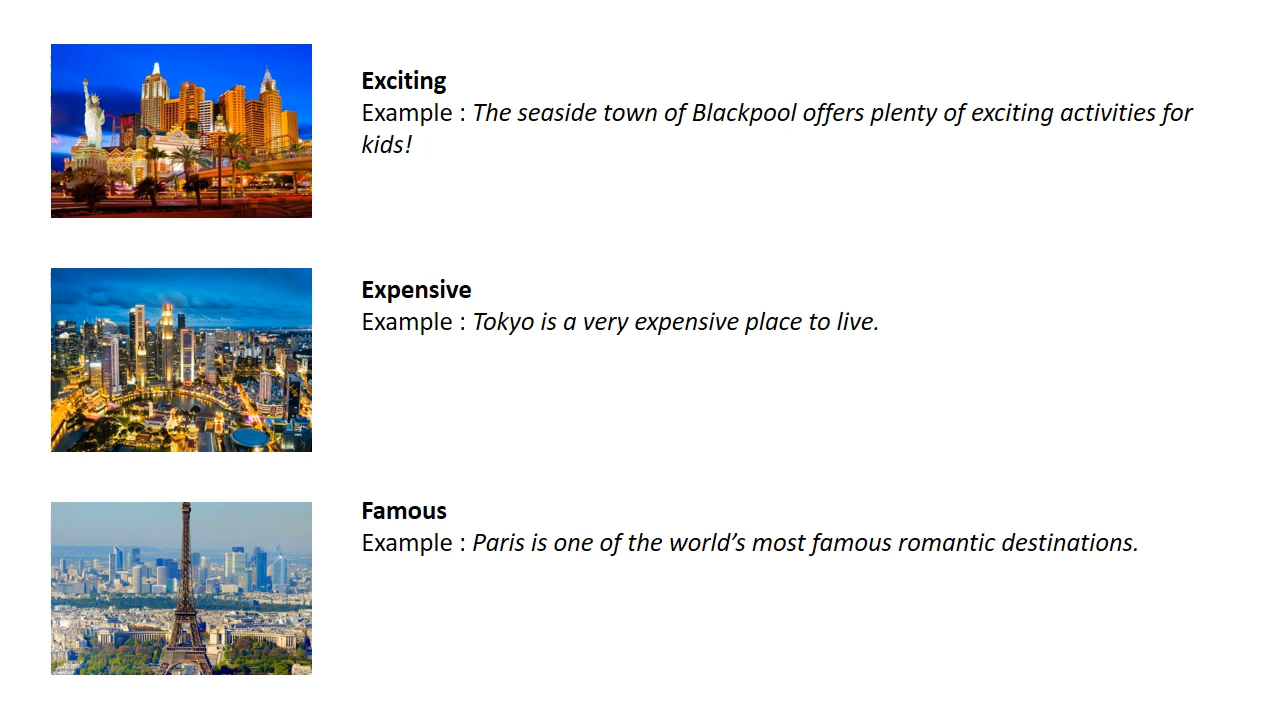 Exciting
Example : The seaside town of Blackpool offers plenty of exciting activities for
kids!
Expensive
Example : Tokyo is a very expensive place to live.
Famous
Example : Paris is one of the world’s most famous romantic destinations.